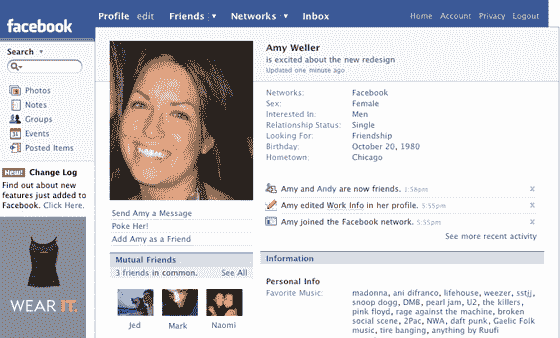 facebook
Profile edit Friends Networks Inbox
Home Account Privacy Logout
Search
Photos
Notes
Groups
Events
Posted Items
New! Change Log
Find out about new
features just added to
Facebook. Click Here.
WEAR IT.
Send Amy a Message
Poke Her!
Add Amy as a Friend
Mutual Friends
3 friends in common. See All
Jed Mark Naomi
Amy Weller
is excited about the new redesign
Updated one minute ago
Networks: Facebook
Sex: Female
Interested In: Men
Relationship Status: Single
Looking For: Friendship
Birthday: October 20, 1980
Hometown: Chicago
Amy and Andy are now friends. 1:58pm x
Amy edited Work Info in her profile. 5:55pm x
Amy joined the Facebook network. 5:55pm x
See more recent activity
Information
Personal Info
Favorite Music: madonna, ani difranco, lifehouse, weezer, sstjj,
snoop dogg, DMB, pearl jam, U2, the killers,
pink floyd, rage against the machine, broken
social scene, 2Pac, NWA, daft punk, Gaelic Folk
music, tire banging, anything by Ruufi